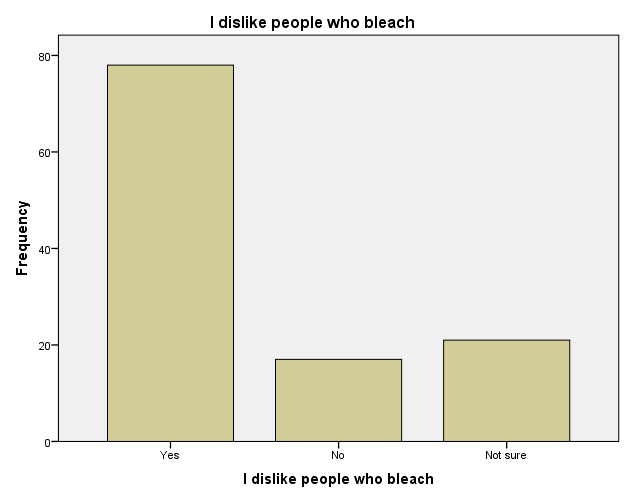 I dislike people who bleach
80
60
40
20
0
Frequency
Yes No Not sure
I dislike people who bleach